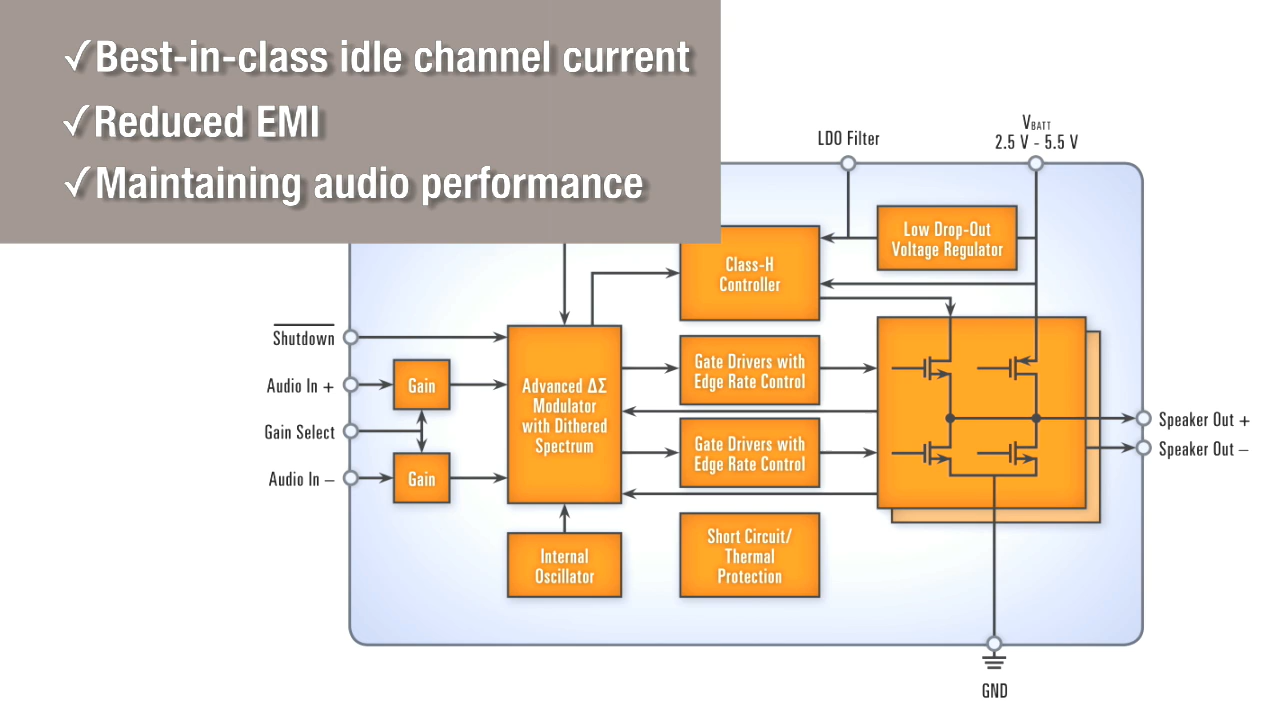 ✓Best-in-class idle channel current
✓Reduced EMI
✓Maintaining audio performance
LDO Filter
VBATT
2.5 V - 5.5 V
Low Drop-Out
Voltage Regulator
Class-H
Controller
Shutdown
Audio In +
Gain Select
Audio In –
Gain
Gain
Advanced ΔΣ
Modulator
with Dithered
Spectrum
Gate Drivers with
Edge Rate Control
Gate Drivers with
Edge Rate Control
Speaker Out +
Speaker Out –
Internal
Oscillator
Short Circuit/
Thermal
Protection
GND